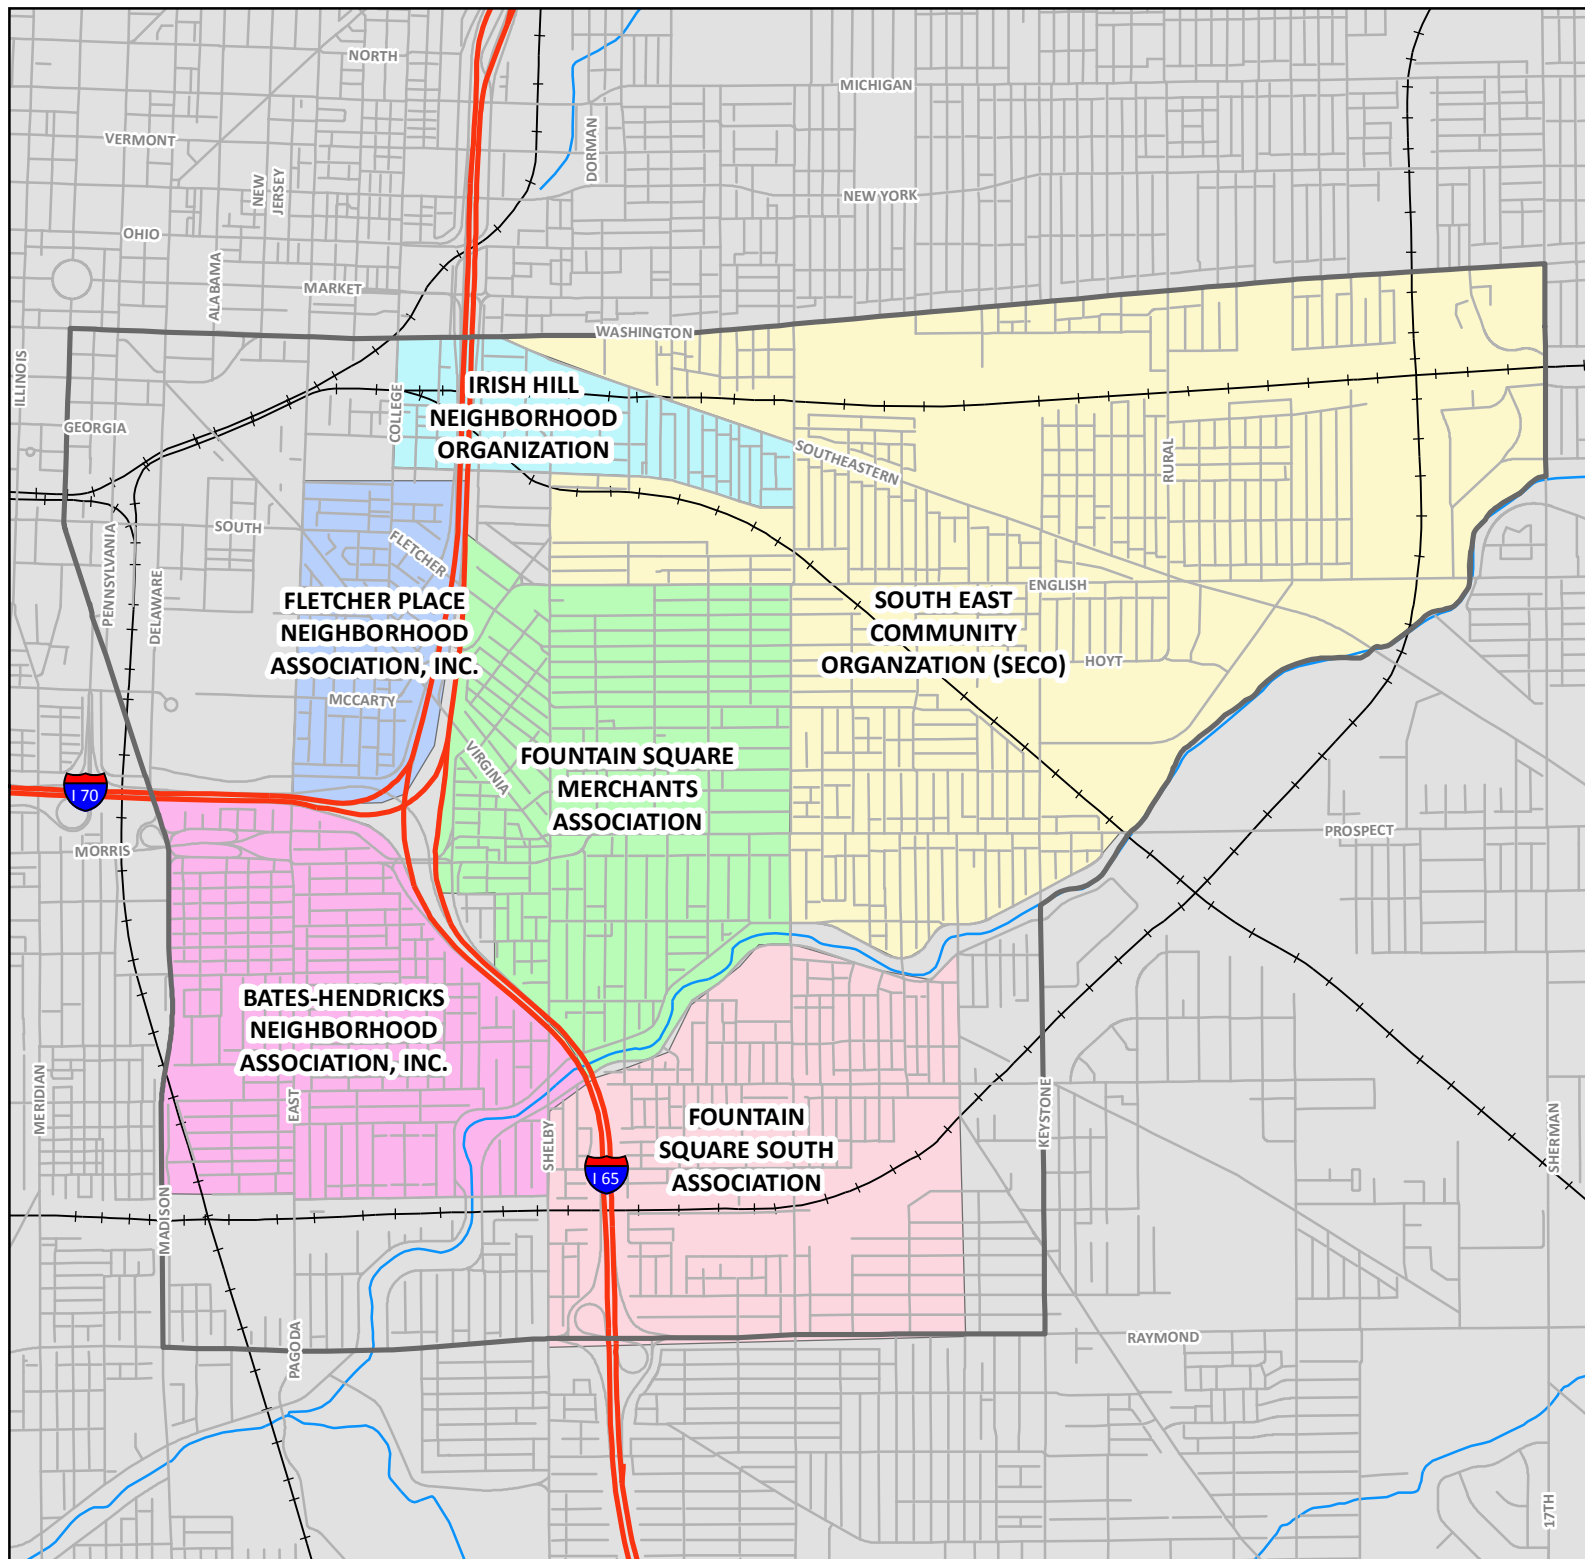 NORTH
MICHIGAN
VERMONT
DORMAN
NEW
JERSEY
NEW YORK
OHIO
ALABAMA
MARKET
WASHINGTON
ILLINOIS
IRISH HILL
NEIGHBORHOOD
ORGANIZATION
COLLEGE
GEORGIA
SOUTHEASTERN
RURAL
SOUTH
PENNSYLVANIA
DELAWARE
FLETCHER
ENGLISH
FLETCHER PLACE
NEIGHBORHOOD
ASSOCIATION, INC.
SOUTH EAST
COMMUNITY
ORGANZATION (SECO)
HOYT
MCCARTY
VIRGINIA
FOUNTAIN SQUARE
MERCHANTS
ASSOCIATION
I 70
MORRIS
PROSPECT
BATES-HENDRICKS
NEIGHBORHOOD
ASSOCIATION, INC.
MERIDIAN
EAST
SHELBY
FOUNTAIN
SQUARE SOUTH
ASSOCIATION
KEYSTONE
SHERMAN
I 65
MADISON
PAGODA
RAYMOND
17TH